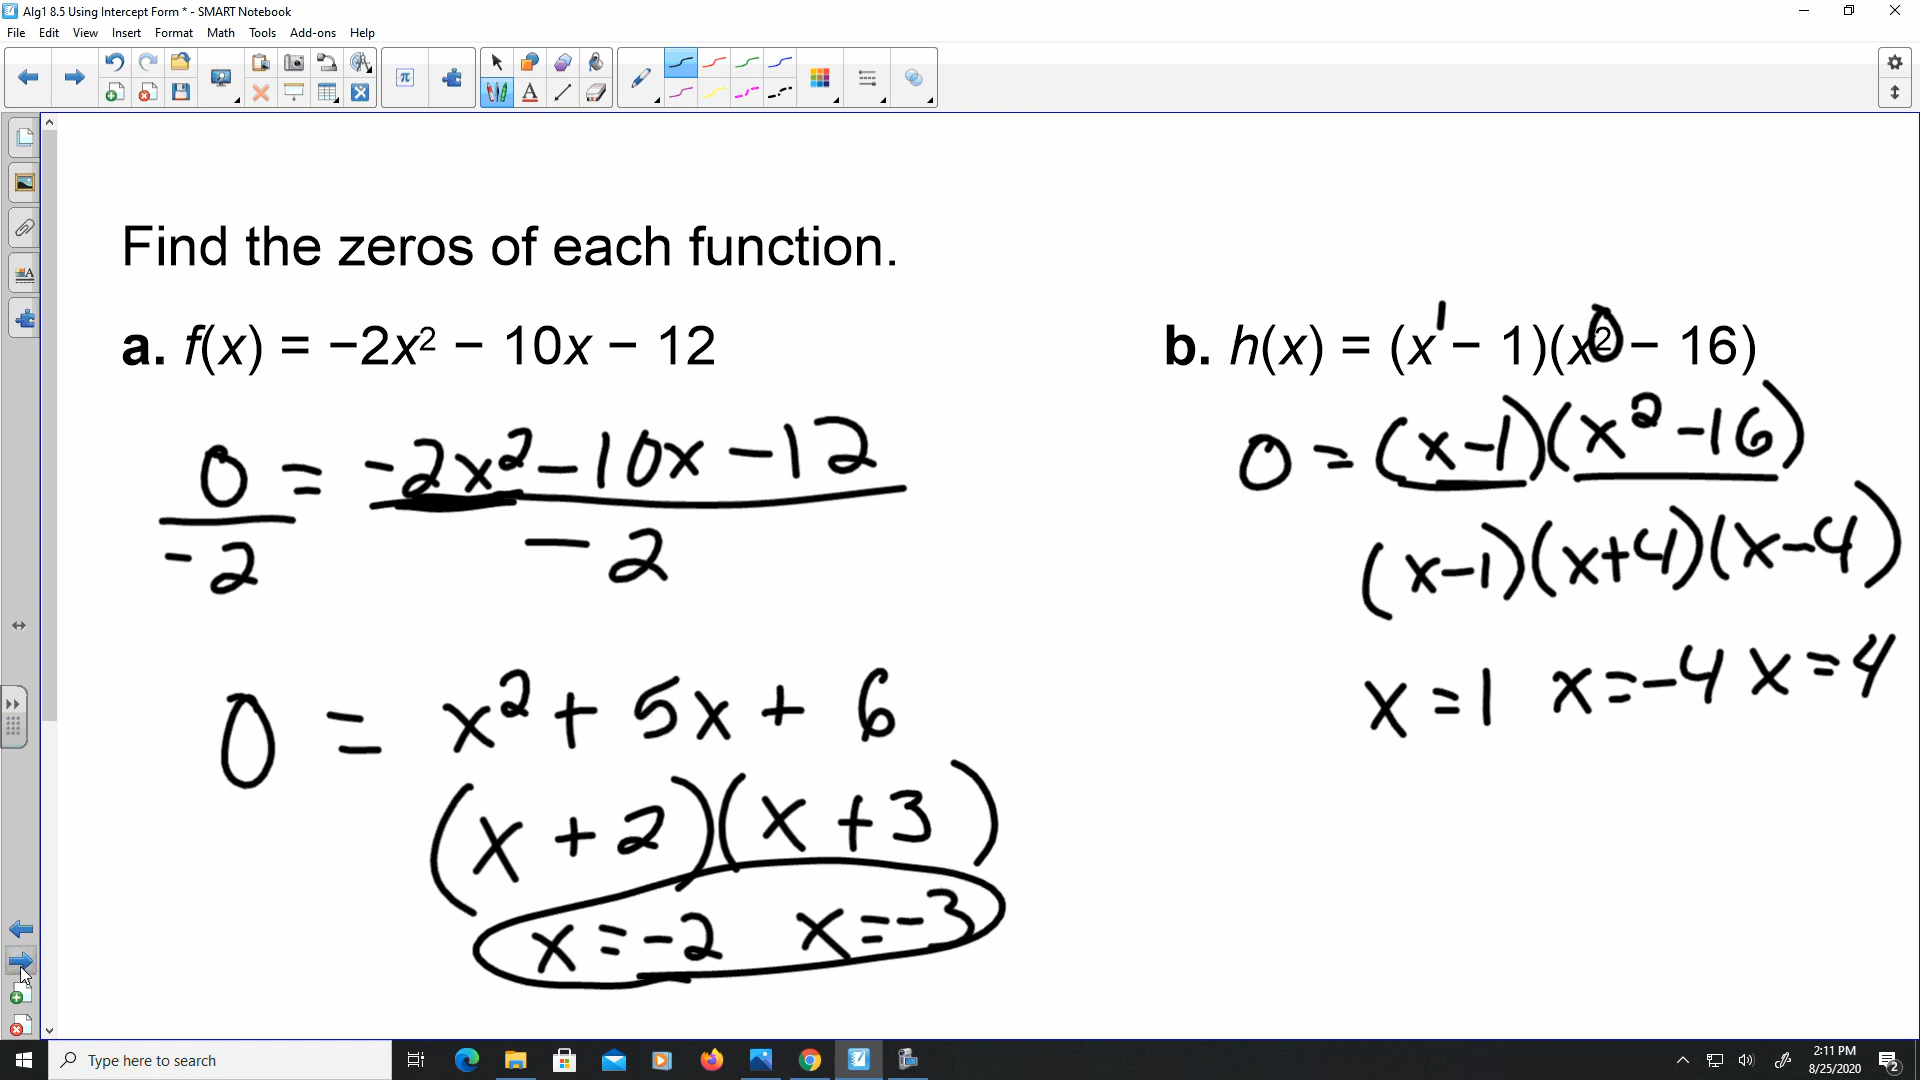 Alg1 8.5 Using Intercept Form * - SMART Notebook
File Edit View Insert Format Math Tools Add-ons Help
Find the zeros of each function.
a. f(x) = −2x² − 10x − 12
b. h(x) = (x¹ − 1)(x² − 16)
0 = -2x² - 10x - 12
-2 -2
0 = x² + 5x + 6
(x + 2)(x + 3)
x = -2 x = -3
0 = (x - 1)(x² - 16)
(x - 1)(x + 4)(x - 4)
x = 1 x = -4 x = 4
Type here to search
2:11 PM
8/25/2020
2